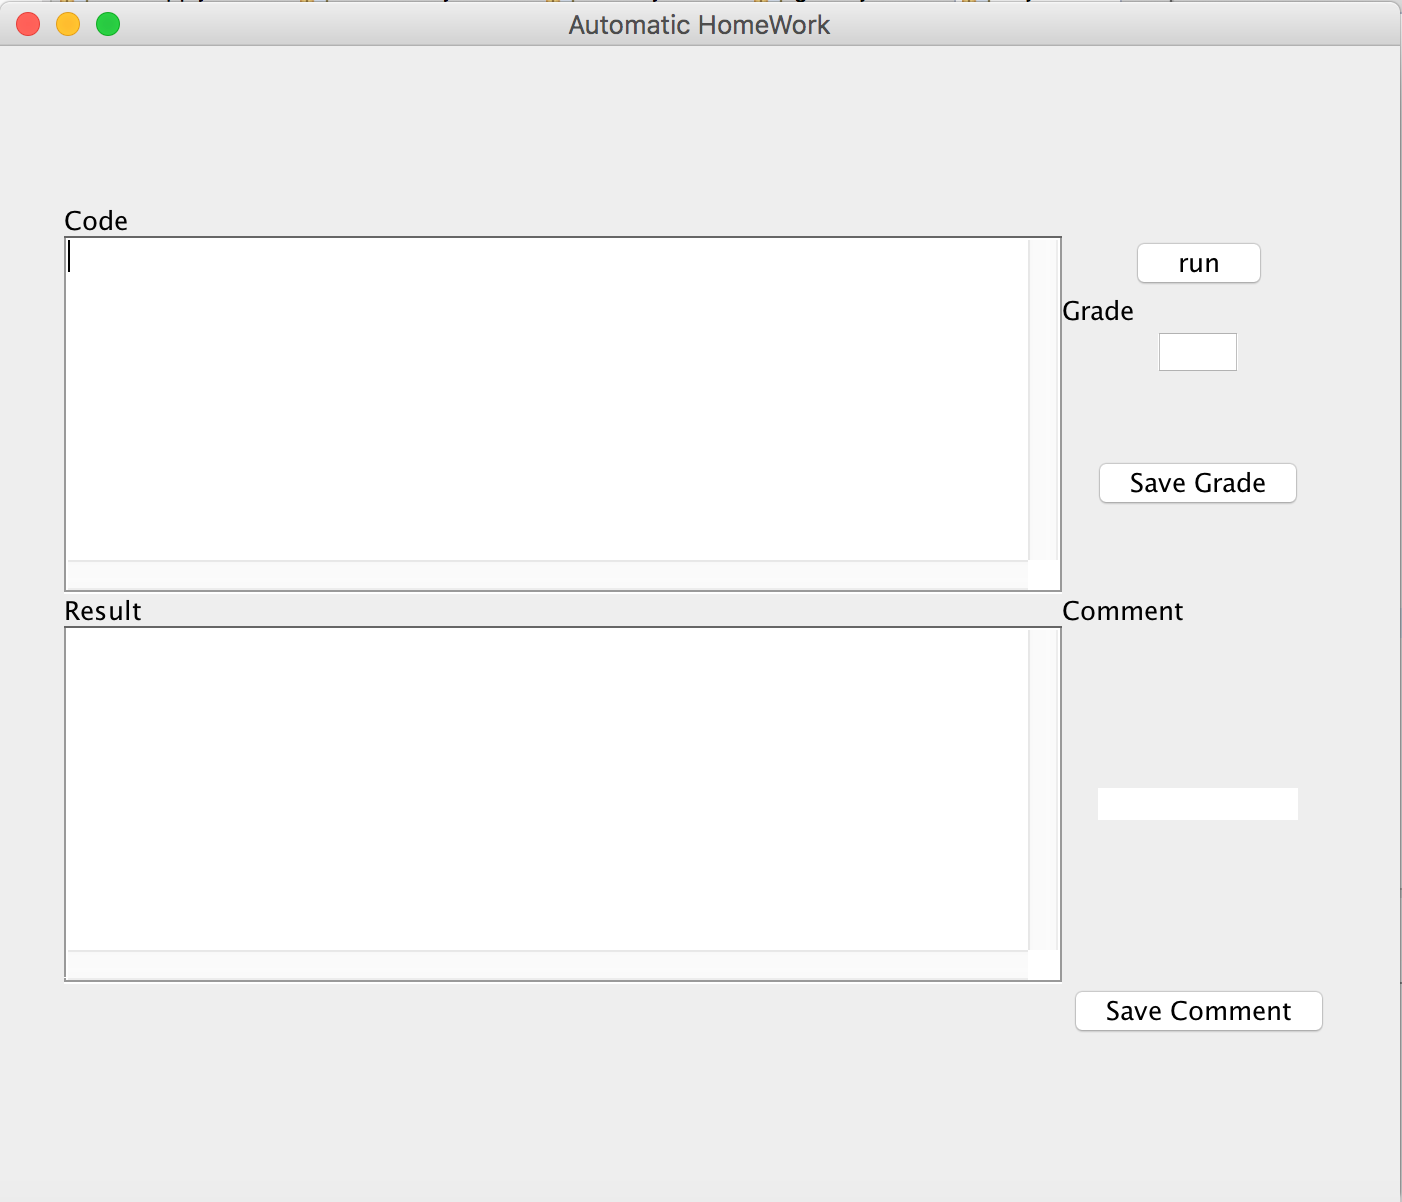 Automatic HomeWork
Code
run
Grade
Save Grade
Result
Comment
Save Comment